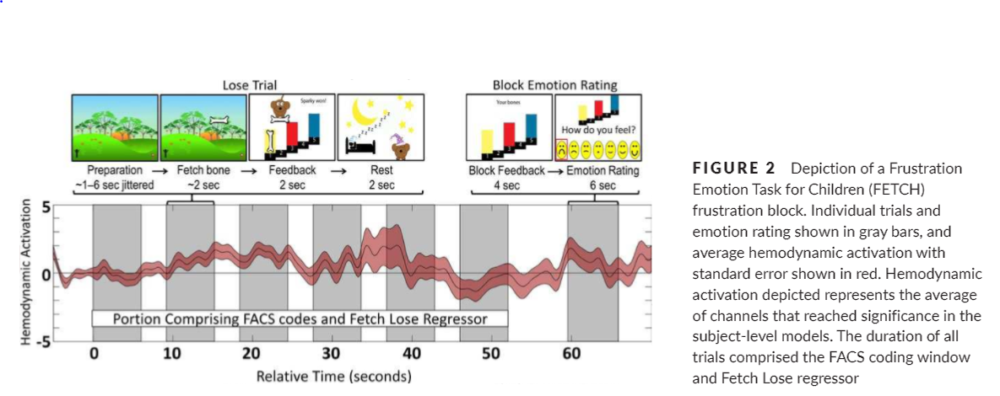 Lose Trial
Block Emotion Rating
Sparky won!
Your bones
How do you feel?
Preparation → Fetch bone → Feedback → Rest
~1–6 sec jittered ~2 sec 2 sec 2 sec
Block Feedback → Emotion Rating
4 sec 6 sec
Hemodynamic Activation
5
0
-5
Portion Comprising FACS codes and Fetch Lose Regressor
0 10 20 30 40 50 60
Relative Time (seconds)
FIGURE 2 Depiction of a Frustration
Emotion Task for Children (FETCH)
frustration block. Individual trials and
emotion rating shown in gray bars, and
average hemodynamic activation with
standard error shown in red. Hemodynamic
activation depicted represents the average
of channels that reached significance in the
subject-level models. The duration of all
trials comprised the FACS coding window
and Fetch Lose regressor